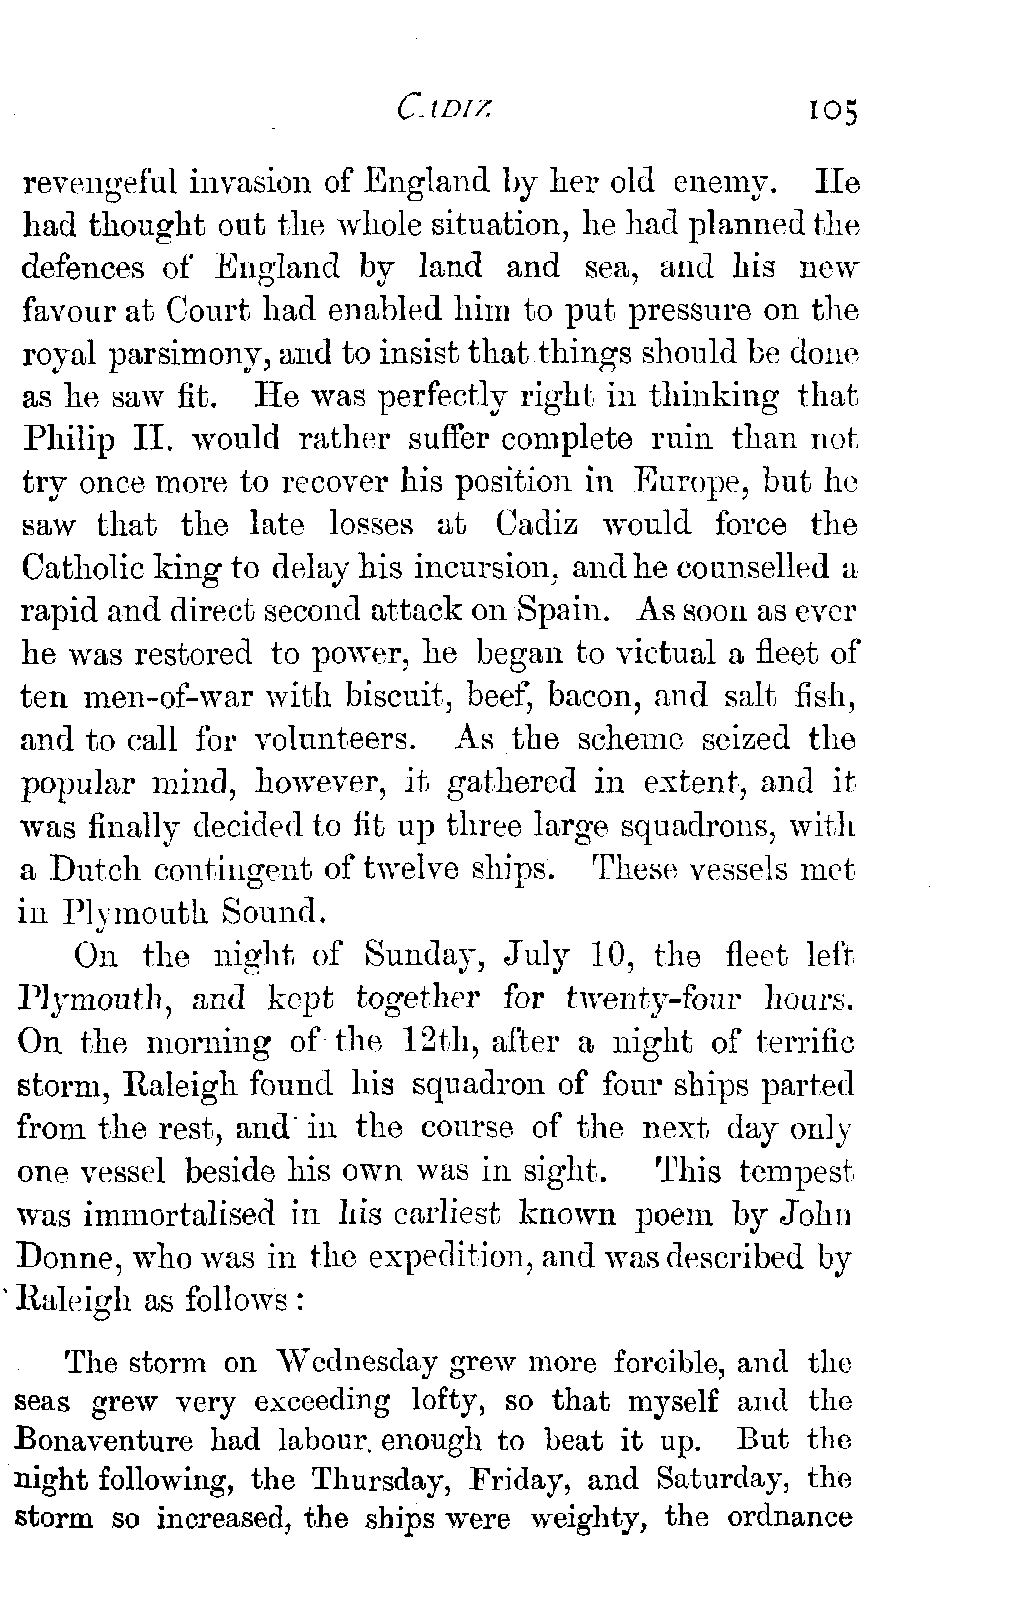 CADIZ 105
revengeful invasion of England by her old enemy. He
had thought out the whole situation, he had planned the
defences of England by land and sea, and his new
favour at Court had enabled him to put pressure on the
royal parsimony, and to insist that things should be done
as he saw fit. He was perfectly right in thinking that
Philip II. would rather suffer complete ruin than not
try once more to recover his position in Europe, but he
saw that the late losses at Cadiz would force the
Catholic king to delay his incursion, and he counselled a
rapid and direct second attack on Spain. As soon as ever
he was restored to power, he began to victual a fleet of
ten men-of-war with biscuit, beef, bacon, and salt fish,
and to call for volunteers. As the scheme seized the
popular mind, however, it gathered in extent, and it
was finally decided to fit up three large squadrons, with
a Dutch contingent of twelve ships. These vessels met
in Plymouth Sound.
On the night of Sunday, July 10, the fleet left
Plymouth, and kept together for twenty-four hours.
On the morning of the 12th, after a night of terrific
storm, Raleigh found his squadron of four ships parted
from the rest, and in the course of the next day only
one vessel beside his own was in sight. This tempest
was immortalised in his earliest known poem by John
Donne, who was in the expedition, and was described by
Raleigh as follows:
The storm on Wednesday grew more forcible, and the
seas grew very exceeding lofty, so that myself and the
Bonaventure had labour enough to beat it up. But the
night following, the Thursday, Friday, and Saturday, the
storm so increased, the ships were weighty, the ordnance